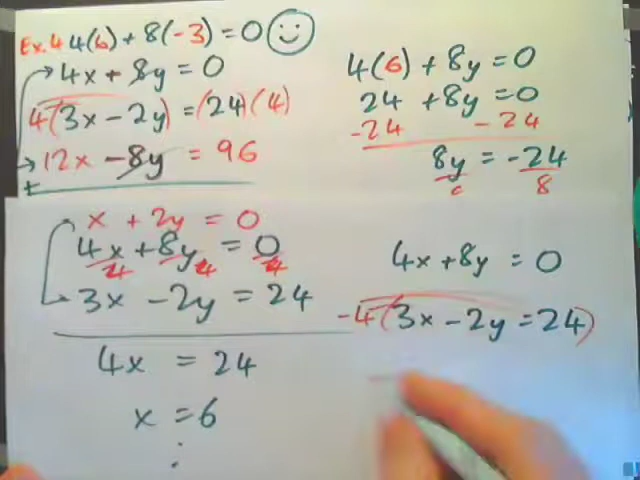 Ex.4 4(6) + 8(-3) = 0
4x + 8y = 0
4(3x - 2y) = (24)(4)
12x - 8y = 96
+
4(6) + 8y = 0
24 + 8y = 0
-24 -24
8y = -24
8
x + 2y = 0
4x + 8y = 0
4 4 4
3x - 2y = 24
4x = 24
x = 6
⋮
4x + 8y = 0
-4(3x - 2y = 24)